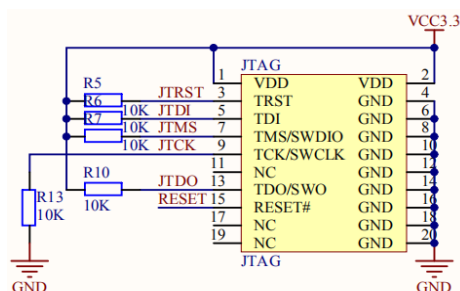 VCC3.3
JTAG
1 VDD VDD 2
R5 JTRST 3 TRST GND 4
R6 10K JTDI 5 TDI GND 6
R7 10K JTMS 7 TMS/SWDIO GND 8
10K JTCK 9 TCK/SWCLK GND 10
11 NC GND 12
R10 10K JTDO 13 TDO/SWO GND 14
R13 10K RESET 15 RESET# GND 16
17 NC GND 18
19 NC GND 20
JTAG
GND GND